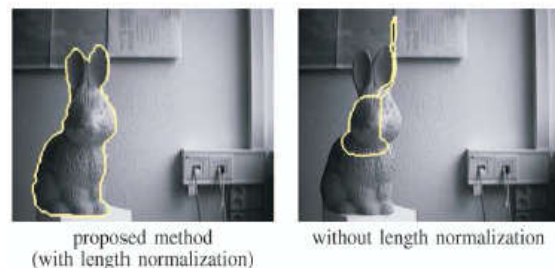 proposed method
(with length normalization)
without length normalization